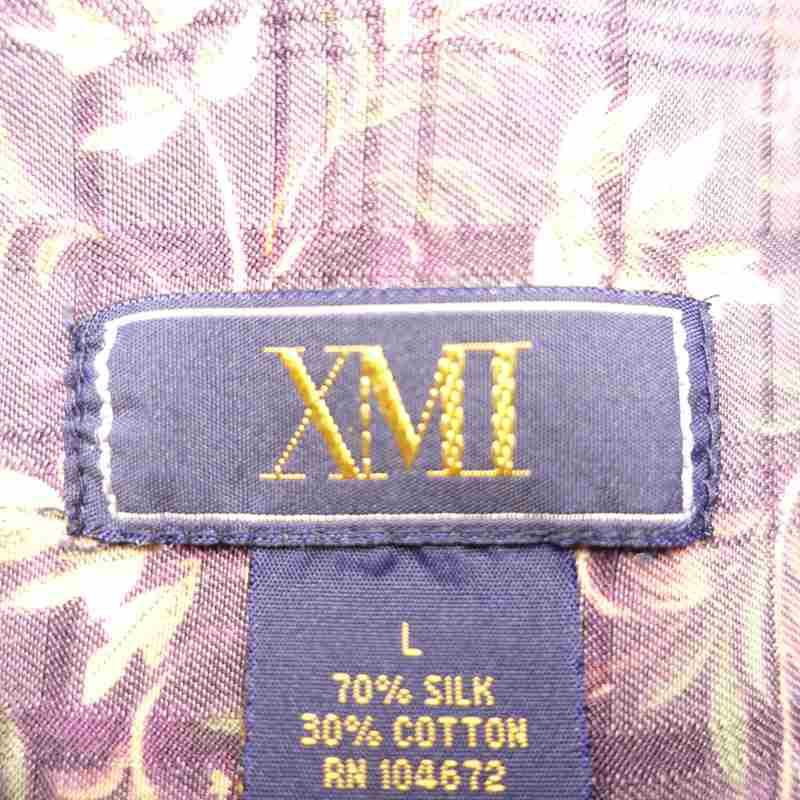 XMI
L
70% SILK
30% COTTON
RN 104672